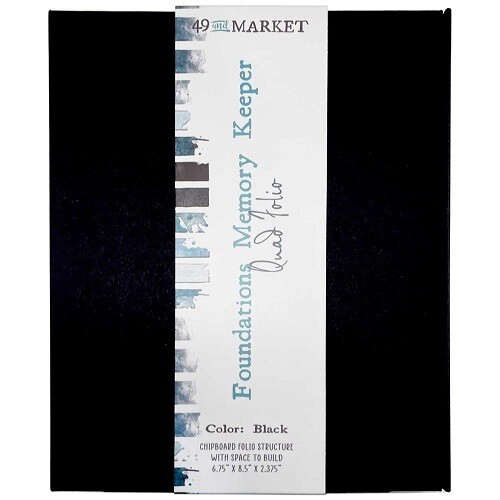 49 and MARKET
Foundations Memory Keeper
Quad Folio
Color: Black
CHIPBOARD FOLIO STRUCTURE
WITH SPACE TO BUILD
6.75" X 8.5" X 2.375"